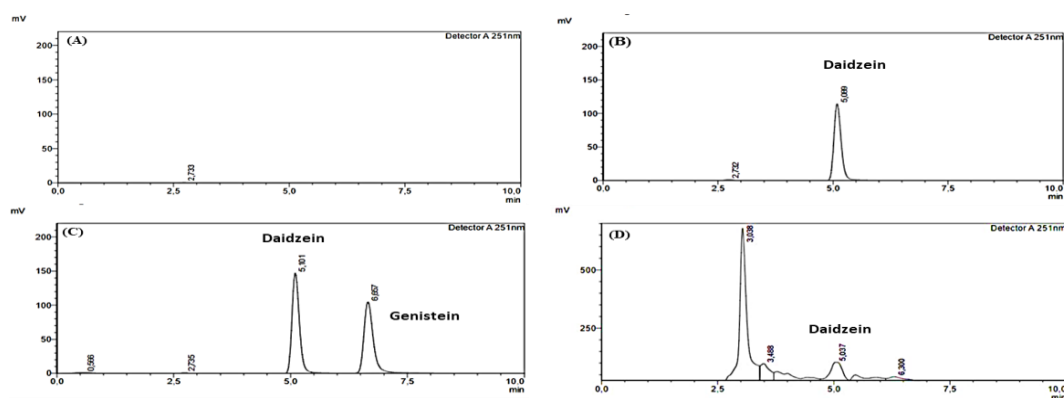 mV
(A)
Detector A 251nm
200
150
100
50
0
2,733
0,0
2,5
5,0
7,5
10,0
min
mV
(B)
Detector A 251nm
200
150
100
50
0
Daidzein
5,089
2,732
0,0
2,5
5,0
7,5
10,0
min
mV
(C)
Detector A 251nm
200
150
100
50
0
Daidzein
5,101
6,657
Genistein
0,566
2,735
0,0
2,5
5,0
7,5
10,0
min
mV
(D)
Detector A 251nm
500
250
3,038
3,488
Daidzein
5,037
6,300
0,0
2,5
5,0
7,5
10,0
min